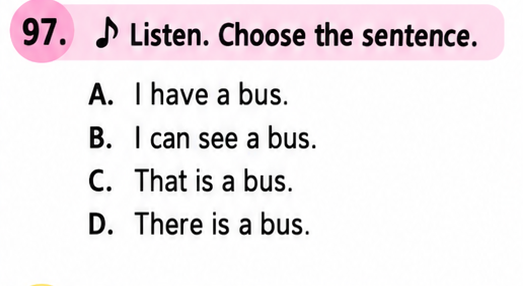 97. ♪ Listen. Choose the sentence.
A. I have a bus.
B. I can see a bus.
C. That is a bus.
D. There is a bus.